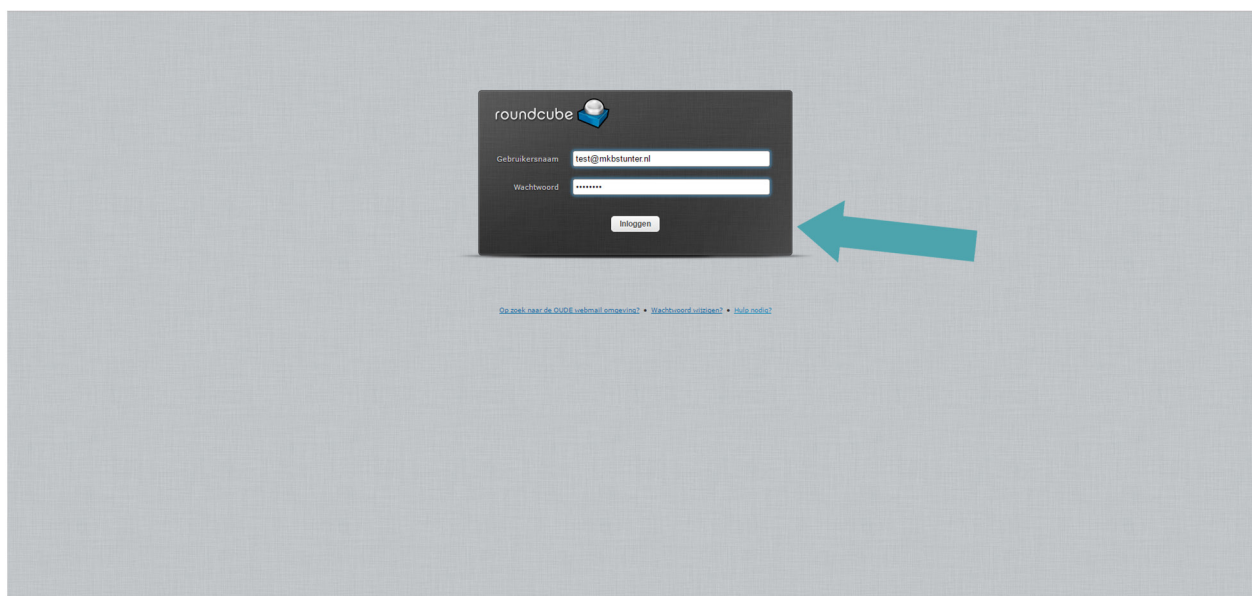 roundcube
Gebruikersnaam test@mkbstunter.nl
Wachtwoord ••••••••
Inloggen
Op zoek naar de OUDE webmail omgeving? • Wachtwoord wijzigen? • Hulp nodig?